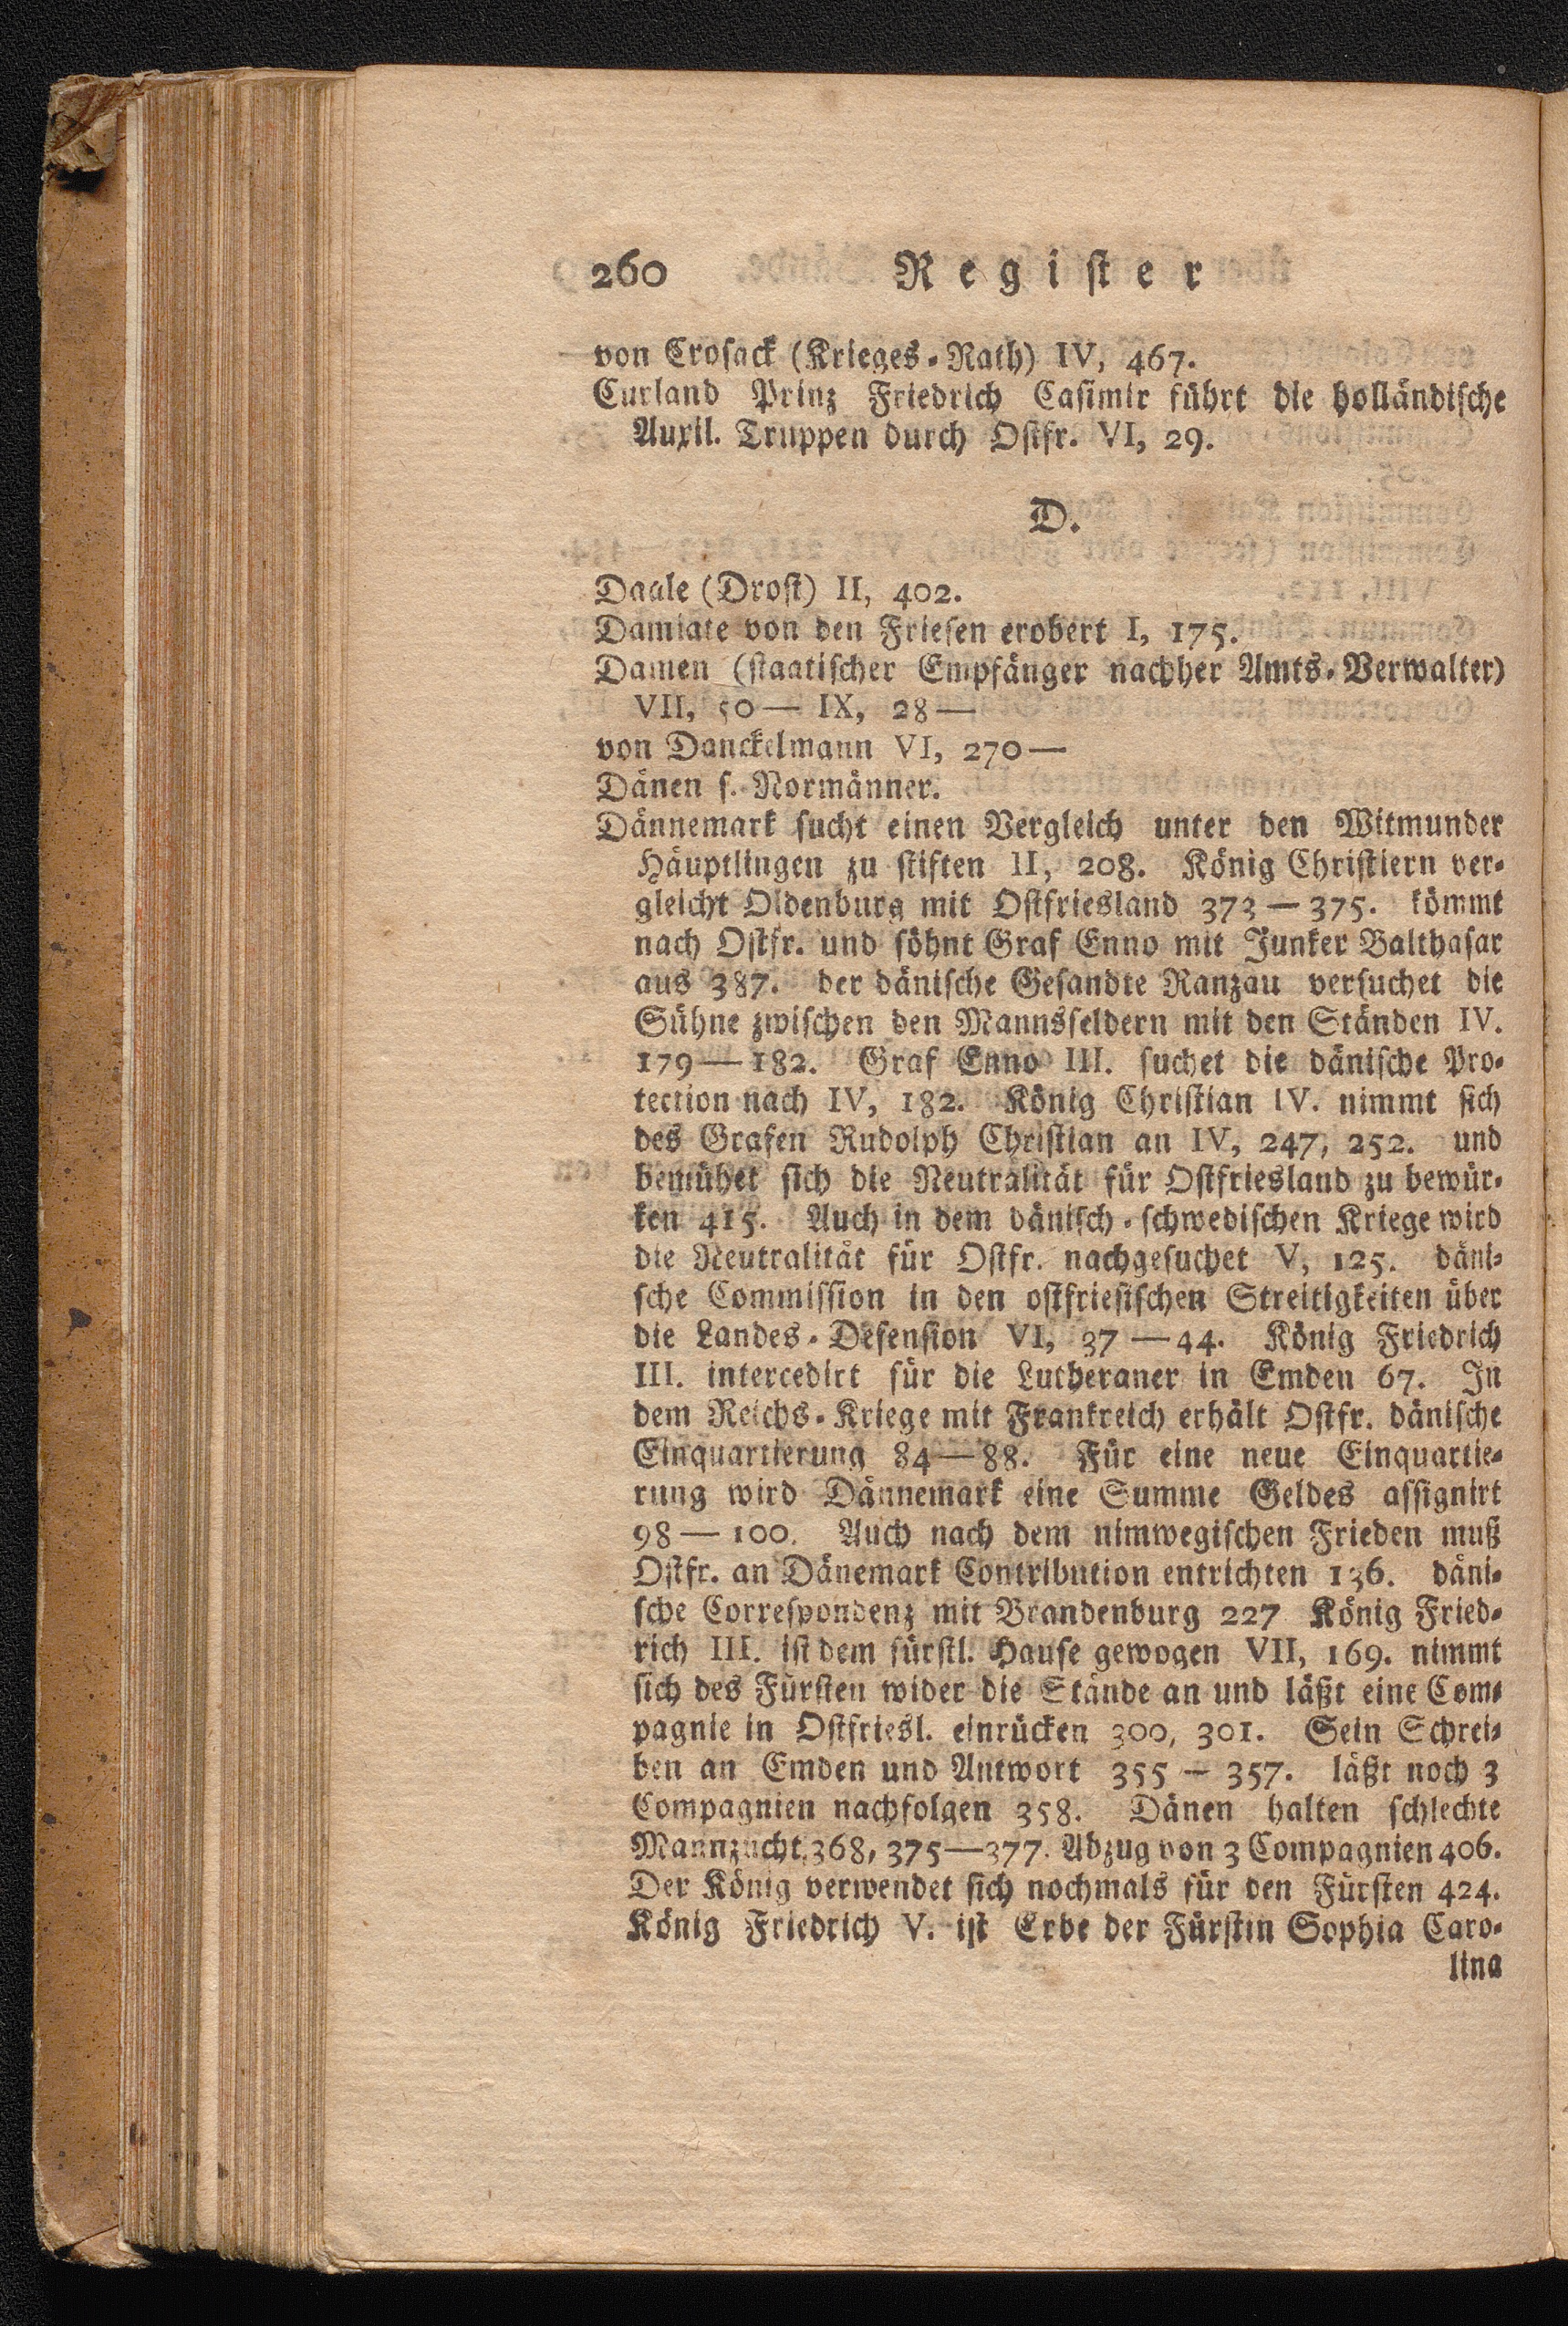 260 Regiſter
von Croſack (Krieges-Rath) IV, 467.
Curland Prinz Friedrich Caſimir führt die holländiſche
Auxil. Truppen durch Oſtfr. VI, 29.
D.
Daale (Droſt) II, 402.
Damiate von den Frieſen erobert I, 175.
Damen (ſtaatiſcher Empfänger nachher Amts-Verwalter)
VII, 50— IX, 28—
von Danckelmann VI, 270—
Dänen ſ. Normänner.
Dännemark ſucht einen Vergleich unter den Witmunder
Häuptlingen zu ſtiften II, 208. König Chriſtiern ver-
gleicht Oldenburg mit Oſtfriesland 373—375. kömmt
nach Oſtfr. und ſöhnt Graf Enno mit Junker Balthaſar
aus 387. der däniſche Geſandte Ranzau verſuchet die
Sühne zwiſchen den Mannsfeldern mit den Ständen IV.
179—182. Graf Enno III. ſuchet die däniſche Pro-
tection nach IV, 182. König Chriſtian IV. nimmt ſich
des Grafen Rudolph Chriſtian an IV, 247, 252. und
bemühet ſich die Neutralität für Oſtfriesland zu bewür-
ken 415. Auch in dem däniſch-ſchwediſchen Kriege wird
die Neutralität für Oſtfr. nachgeſuchet V, 125. däni-
ſche Commiſſion in den oſtfrieſiſchen Streitigkeiten über
die Landes-Defenſion VI, 37—44. König Friedrich
III. intercedirt für die Lutheraner in Emden 67. In
dem Reichs-Kriege mit Frankreich erhält Oſtfr. däniſche
Einquartierung 84—88. Für eine neue Einquartie-
rung wird Dännemark eine Summe Geldes aſſignirt
98—100. Auch nach dem nimwegiſchen Frieden muß
Oſtfr. an Dänemark Contribution entrichten 136. däni-
ſche Correſpondenz mit Brandenburg 227 König Fried-
rich III. iſt dem fürſtl. Hauſe gewogen VII, 169. nimmt
ſich des Fürſten wider die Stände an und läßt eine Com-
pagnie in Oſtfriesl. einrücken 300, 301. Sein Schrei-
ben an Emden und Antwort 355—357. läßt noch 3
Compagnien nachfolgen 358. Dänen halten ſchlechte
Mannzucht 368, 375—377. Abzug von 3 Compagnien 406.
Der König verwendet ſich nochmals für den Fürſten 424.
König Friedrich V. iſt Erbe der Fürſtin Sophia Caro-
lina